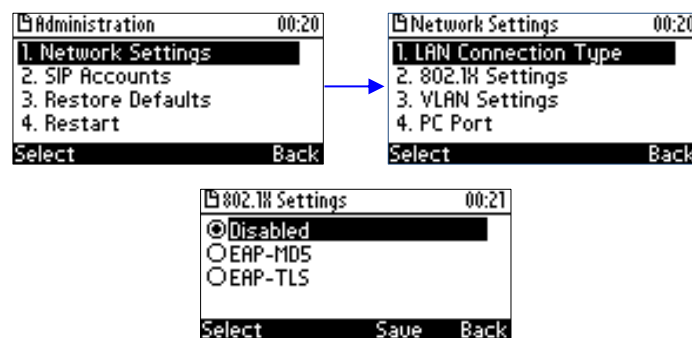 Administration 00:20
1. Network Settings
2. SIP Accounts
3. Restore Defaults
4. Restart
Select Back
Network Settings 00:20
1. LAN Connection Type
2. 802.1X Settings
3. VLAN Settings
4. PC Port
Select Back
802.1X Settings 00:21
Disabled
EAP-MD5
EAP-TLS
Select Save Back